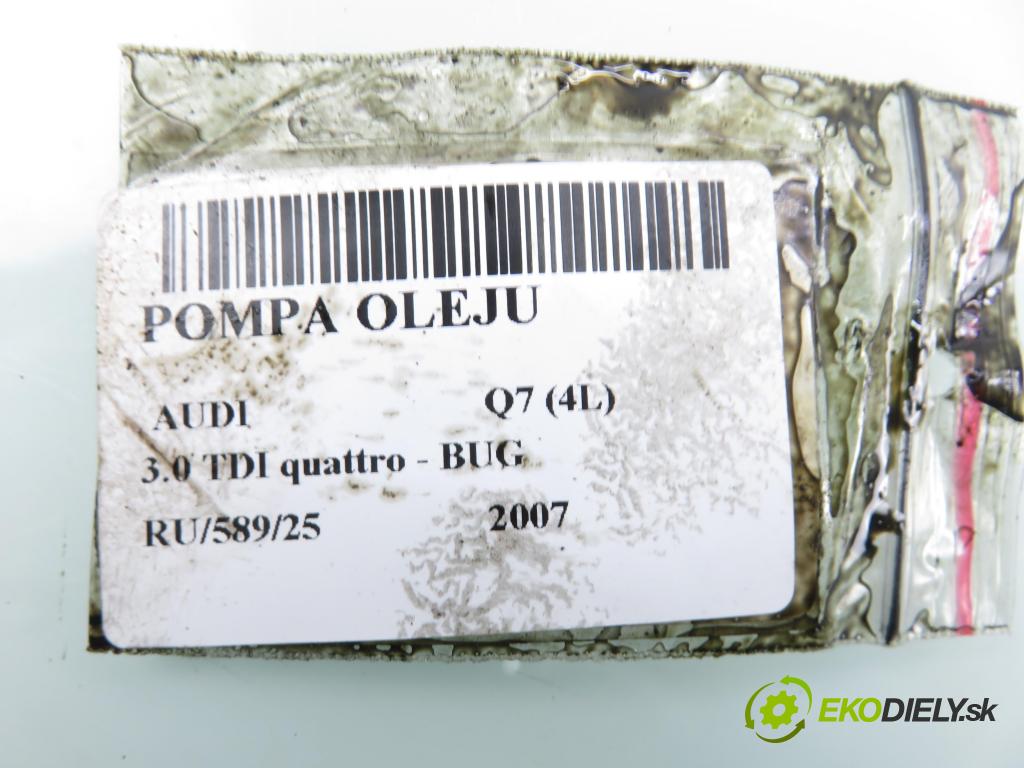 POMPA OLEJU
AUDI Q7 (4L)
3.0 TDI quattro - BUG
RU/589/25 2007
EKODIELY.sk